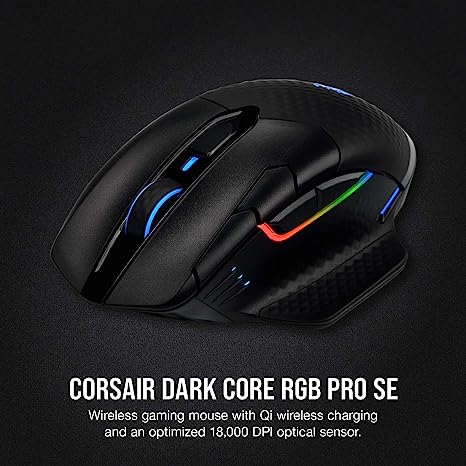 CORSAIR DARK CORE RGB PRO SE
Wireless gaming mouse with Qi wireless charging
and an optimized 18,000 DPI optical sensor.